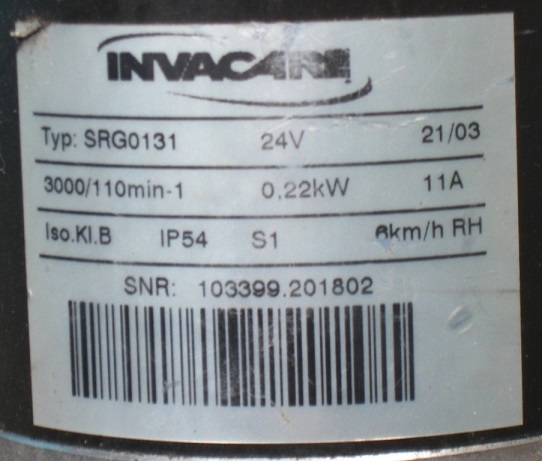 INVACARE
Typ: SRG0131 24V 21/03
3000/110min-1 0.22kW 11A
Iso.Kl.B IP54 S1 6km/h RH
SNR: 103399.201802